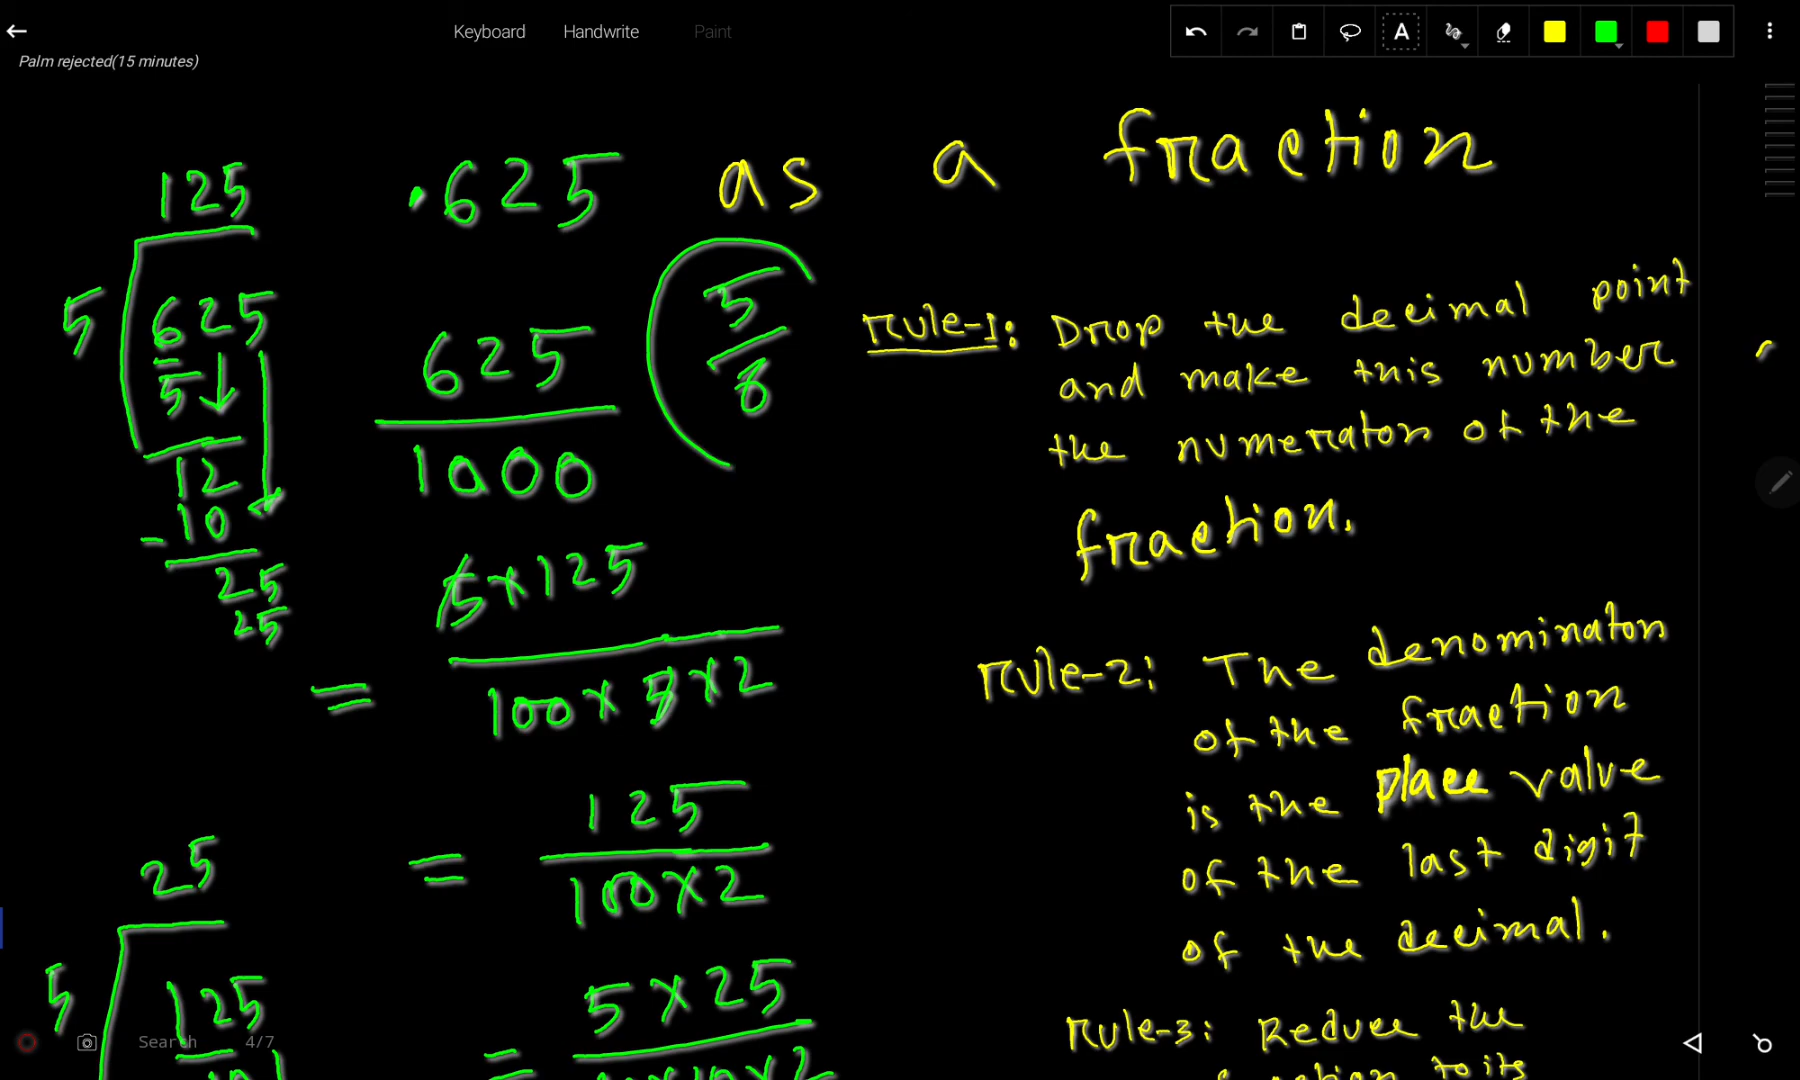 Keyboard Handwrite Paint
Palm rejected(15 minutes)
A
.625 as a fraction
125
5 625
5
12
-10
25
25
625
1000
5
8
= 5×125
100×5×2
= 125
100×2
25
5 125
= 5×25
Rule-1: Drop the decimal point
and make this number
the numerator of the
fraction.
Rule-2: The denominator
of the fraction
is the place value
of the last digit
of the decimal.
Rule-3: Reduce the
to its
Search 4/7